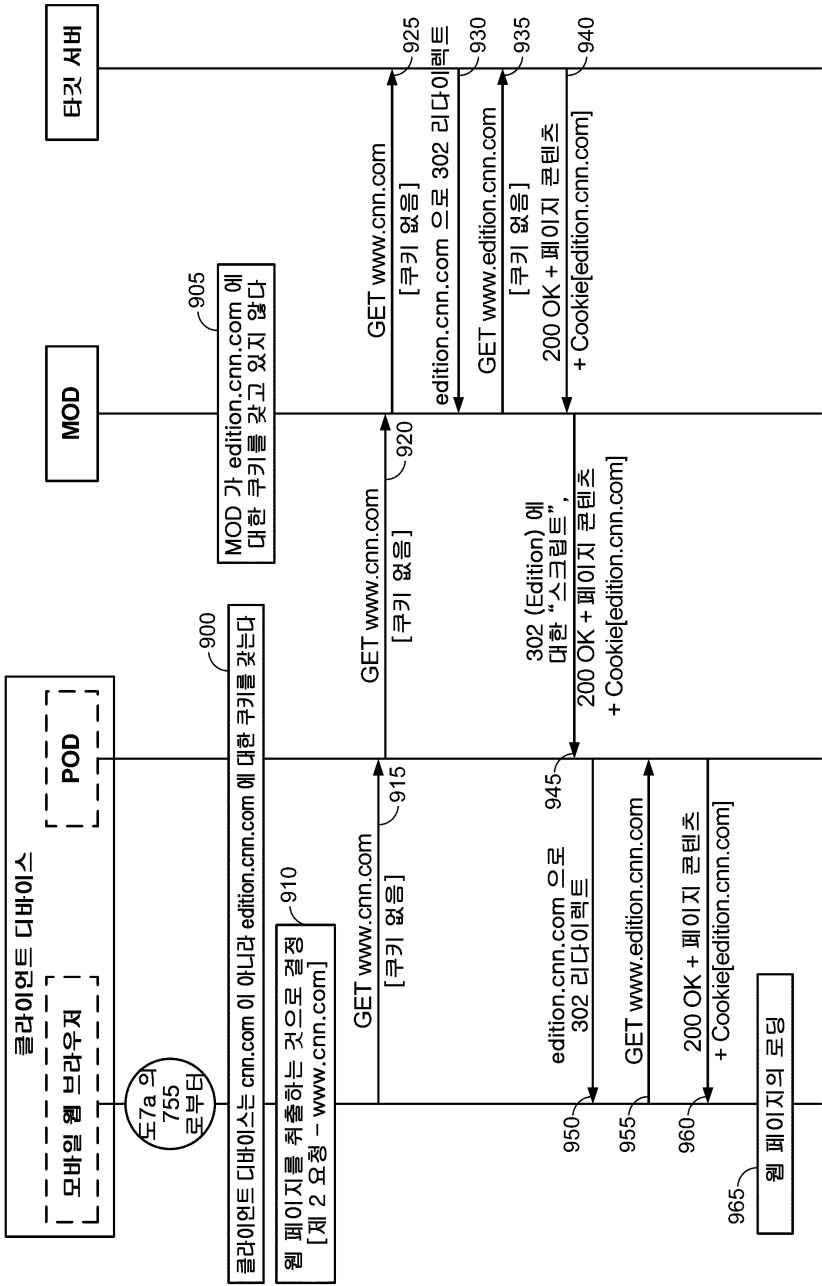 클라이언트 디바이스
모바일 웹 브라우저
POD
MOD
타깃 서버
도7a 의
755
로부터
클라이언트 디바이스는 cnn.com 이 아니라 edition.cnn.com 에 대한 쿠키를 갖는다
900
MOD 가 edition.cnn.com 에
대한 쿠키를 갖고 있지 않다
905
웹 페이지를 취출하는 것으로 결정
[제 2 요청 – www.cnn.com]
910
GET www.cnn.com
[쿠키 없음]
915
GET www.cnn.com
[쿠키 없음]
920
GET www.cnn.com
[쿠키 없음]
925
edition.cnn.com 으로 302 리다이렉트
930
GET www.edition.cnn.com
[쿠키 없음]
935
200 OK + 페이지 콘텐츠
+ Cookie[edition.cnn.com]
940
302 (Edition) 에
대한 “스크립트”,
200 OK + 페이지 콘텐츠
+ Cookie[edition.cnn.com]
945
edition.cnn.com 으로
302 리다이렉트
950
GET www.edition.cnn.com
955
200 OK + 페이지 콘텐츠
+ Cookie[edition.cnn.com]
960
웹 페이지의 로딩
965